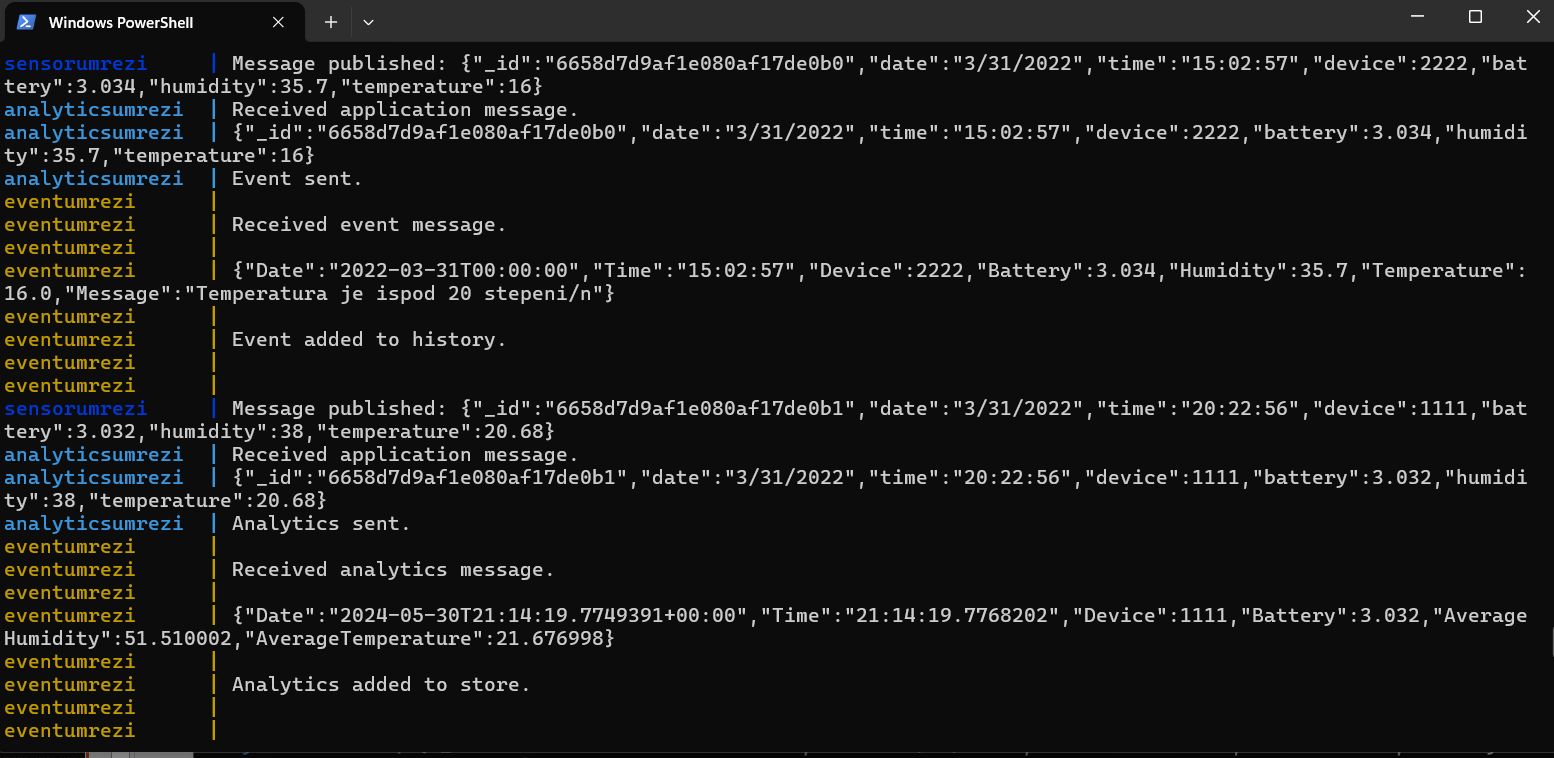 Windows PowerShell
sensorumrezi | Message published: {"_id":"6658d7d9af1e080af17de0b0","date":"3/31/2022","time":"15:02:57","device":2222,"bat
tery":3.034,"humidity":35.7,"temperature":16}
analyticsumrezi | Received application message.
analyticsumrezi | {"_id":"6658d7d9af1e080af17de0b0","date":"3/31/2022","time":"15:02:57","device":2222,"battery":3.034,"humidi
ty":35.7,"temperature":16}
analyticsumrezi | Event sent.
eventumrezi |
eventumrezi | Received event message.
eventumrezi |
eventumrezi | {"Date":"2022-03-31T00:00:00","Time":"15:02:57","Device":2222,"Battery":3.034,"Humidity":35.7,"Temperature":
16.0,"Message":"Temperatura je ispod 20 stepeni/n"}
eventumrezi |
eventumrezi | Event added to history.
eventumrezi |
eventumrezi |
sensorumrezi | Message published: {"_id":"6658d7d9af1e080af17de0b1","date":"3/31/2022","time":"20:22:56","device":1111,"bat
tery":3.032,"humidity":38,"temperature":20.68}
analyticsumrezi | Received application message.
analyticsumrezi | {"_id":"6658d7d9af1e080af17de0b1","date":"3/31/2022","time":"20:22:56","device":1111,"battery":3.032,"humidi
ty":38,"temperature":20.68}
analyticsumrezi | Analytics sent.
eventumrezi |
eventumrezi | Received analytics message.
eventumrezi |
eventumrezi | {"Date":"2024-05-30T21:14:19.7749391+00:00","Time":"21:14:19.7768202","Device":1111,"Battery":3.032,"Average
Humidity":51.510002,"AverageTemperature":21.676998}
eventumrezi |
eventumrezi | Analytics added to store.
eventumrezi |
eventumrezi |